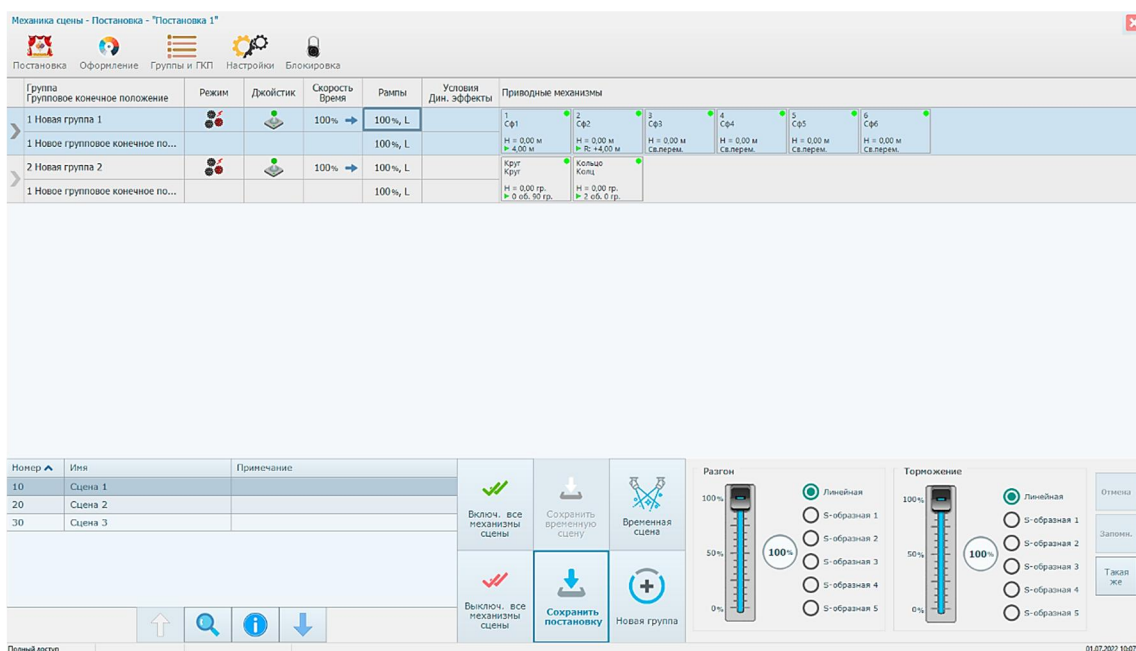 Механика сцены - Постановка - "Постановка 1"
Постановка Оформление Группы и ГКП Настройки Блокировка
Группа
Групповое конечное положение
Режим
Джойстик
Скорость
Время
Рампы
Условия
Дин. эффекты
Приводные механизмы
1 Новая группа 1
100% 100%, L
1
Сф1
H = 0,00 м
4,00 м
2
Сф2
H = 0,00 м
R: +4,00 м
3
Сф3
H = 0,00 м
Св.перем.
4
Сф4
H = 0,00 м
Св.перем.
5
Сф5
H = 0,00 м
Св.перем.
6
Сф6
H = 0,00 м
Св.перем.
1 Новое групповое конечное по...
100%, L
2 Новая группа 2
100% 100%, L
Круг
Круг
H = 0,00 гр.
0 об. 90 гр.
Кольцо
Колц
H = 0,00 гр.
2 об. 0 гр.
1 Новое групповое конечное по...
100%, L
Номер Имя Примечание
10 Сцена 1
20 Сцена 2
30 Сцена 3
Включ. все
механизмы
сцены
Сохранить
временную
сцену
Временная
сцена
Выключ. все
механизмы
сцены
Сохранить
постановку
Новая группа
Разгон
100%
50%
0%
100%
Линейная
S-образная 1
S-образная 2
S-образная 3
S-образная 4
S-образная 5
Торможение
100%
50%
0%
100%
Линейная
S-образная 1
S-образная 2
S-образная 3
S-образная 4
S-образная 5
Отмена
Запомн.
Такая
же
Полный доступ
01.07.2022 10:07